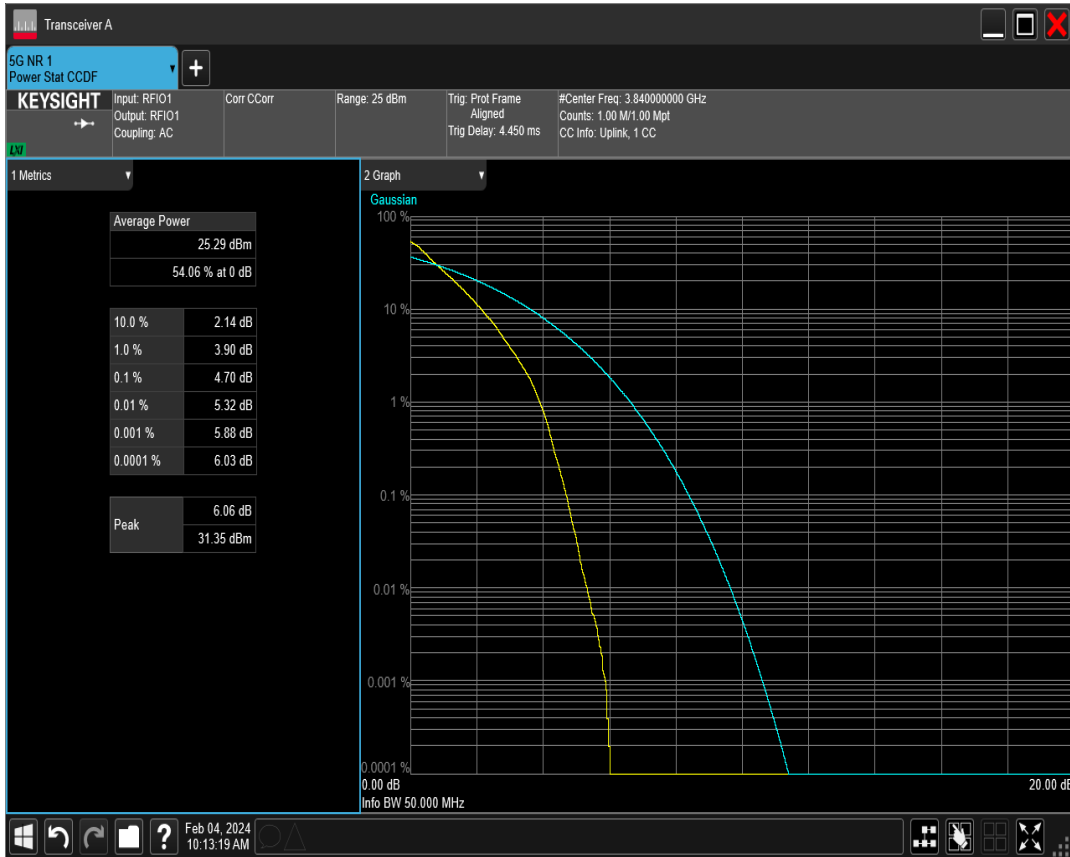 Transceiver A
5G NR 1
Power Stat CCDF
KEYSIGHT
LXI
Input: RFIO1
Output: RFIO1
Coupling: AC
Corr CCorr
Range: 25 dBm
Trig: Prot Frame
Aligned
Trig Delay: 4.450 ms
#Center Freq: 3.840000000 GHz
Counts: 1.00 M/1.00 Mpt
CC Info: Uplink, 1 CC
1 Metrics
Average Power
25.29 dBm
54.06 % at 0 dB
10.0 % 2.14 dB
1.0 % 3.90 dB
0.1 % 4.70 dB
0.01 % 5.32 dB
0.001 % 5.88 dB
0.0001 % 6.03 dB
Peak
6.06 dB
31.35 dBm
2 Graph
Gaussian
100 %
10 %
1 %
0.1 %
0.01 %
0.001 %
0.0001 %
0.00 dB 20.00 dB
Info BW 50.000 MHz
Feb 04, 2024
10:13:19 AM